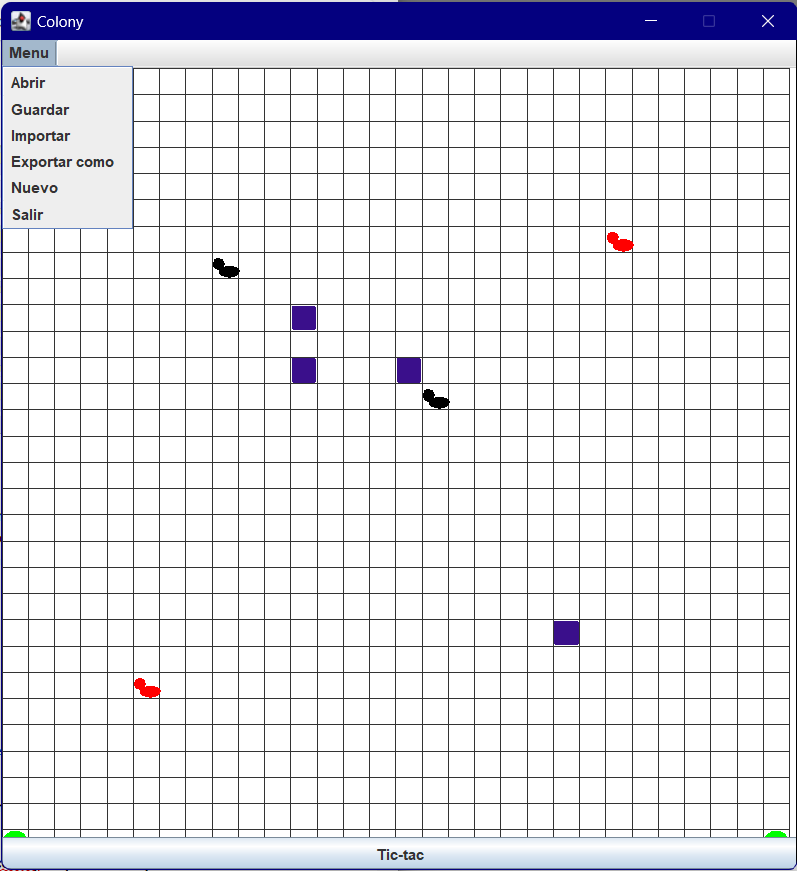 Colony
Menu
Abrir
Guardar
Importar
Exportar como
Nuevo
Salir
Tic-tac